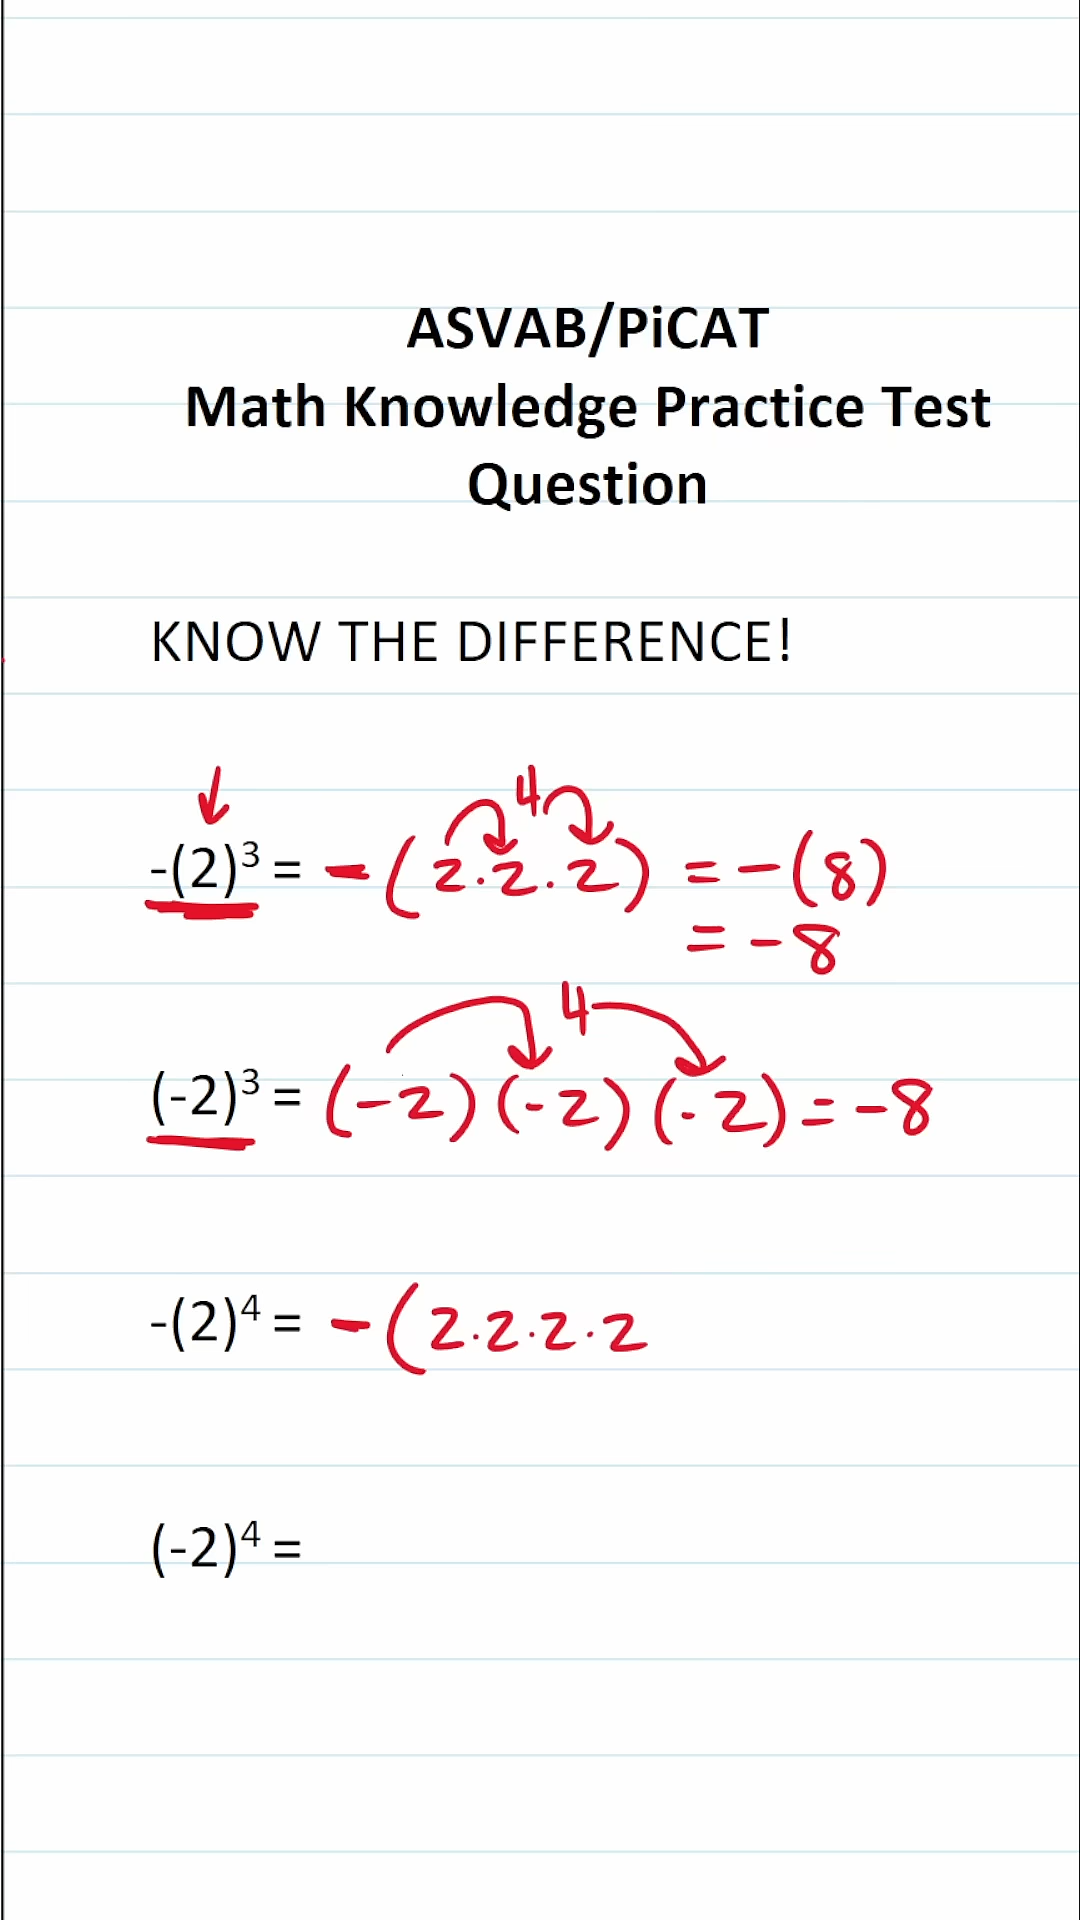 ASVAB/PiCAT
Math Knowledge Practice Test
Question
KNOW THE DIFFERENCE!
4
-(2)³ = -(2·2·2) = -(8)
= -8
4
(-2)³ = (-2)(-2)(-2) = -8
-(2)⁴ = -(2·2·2·2
(-2)⁴ =